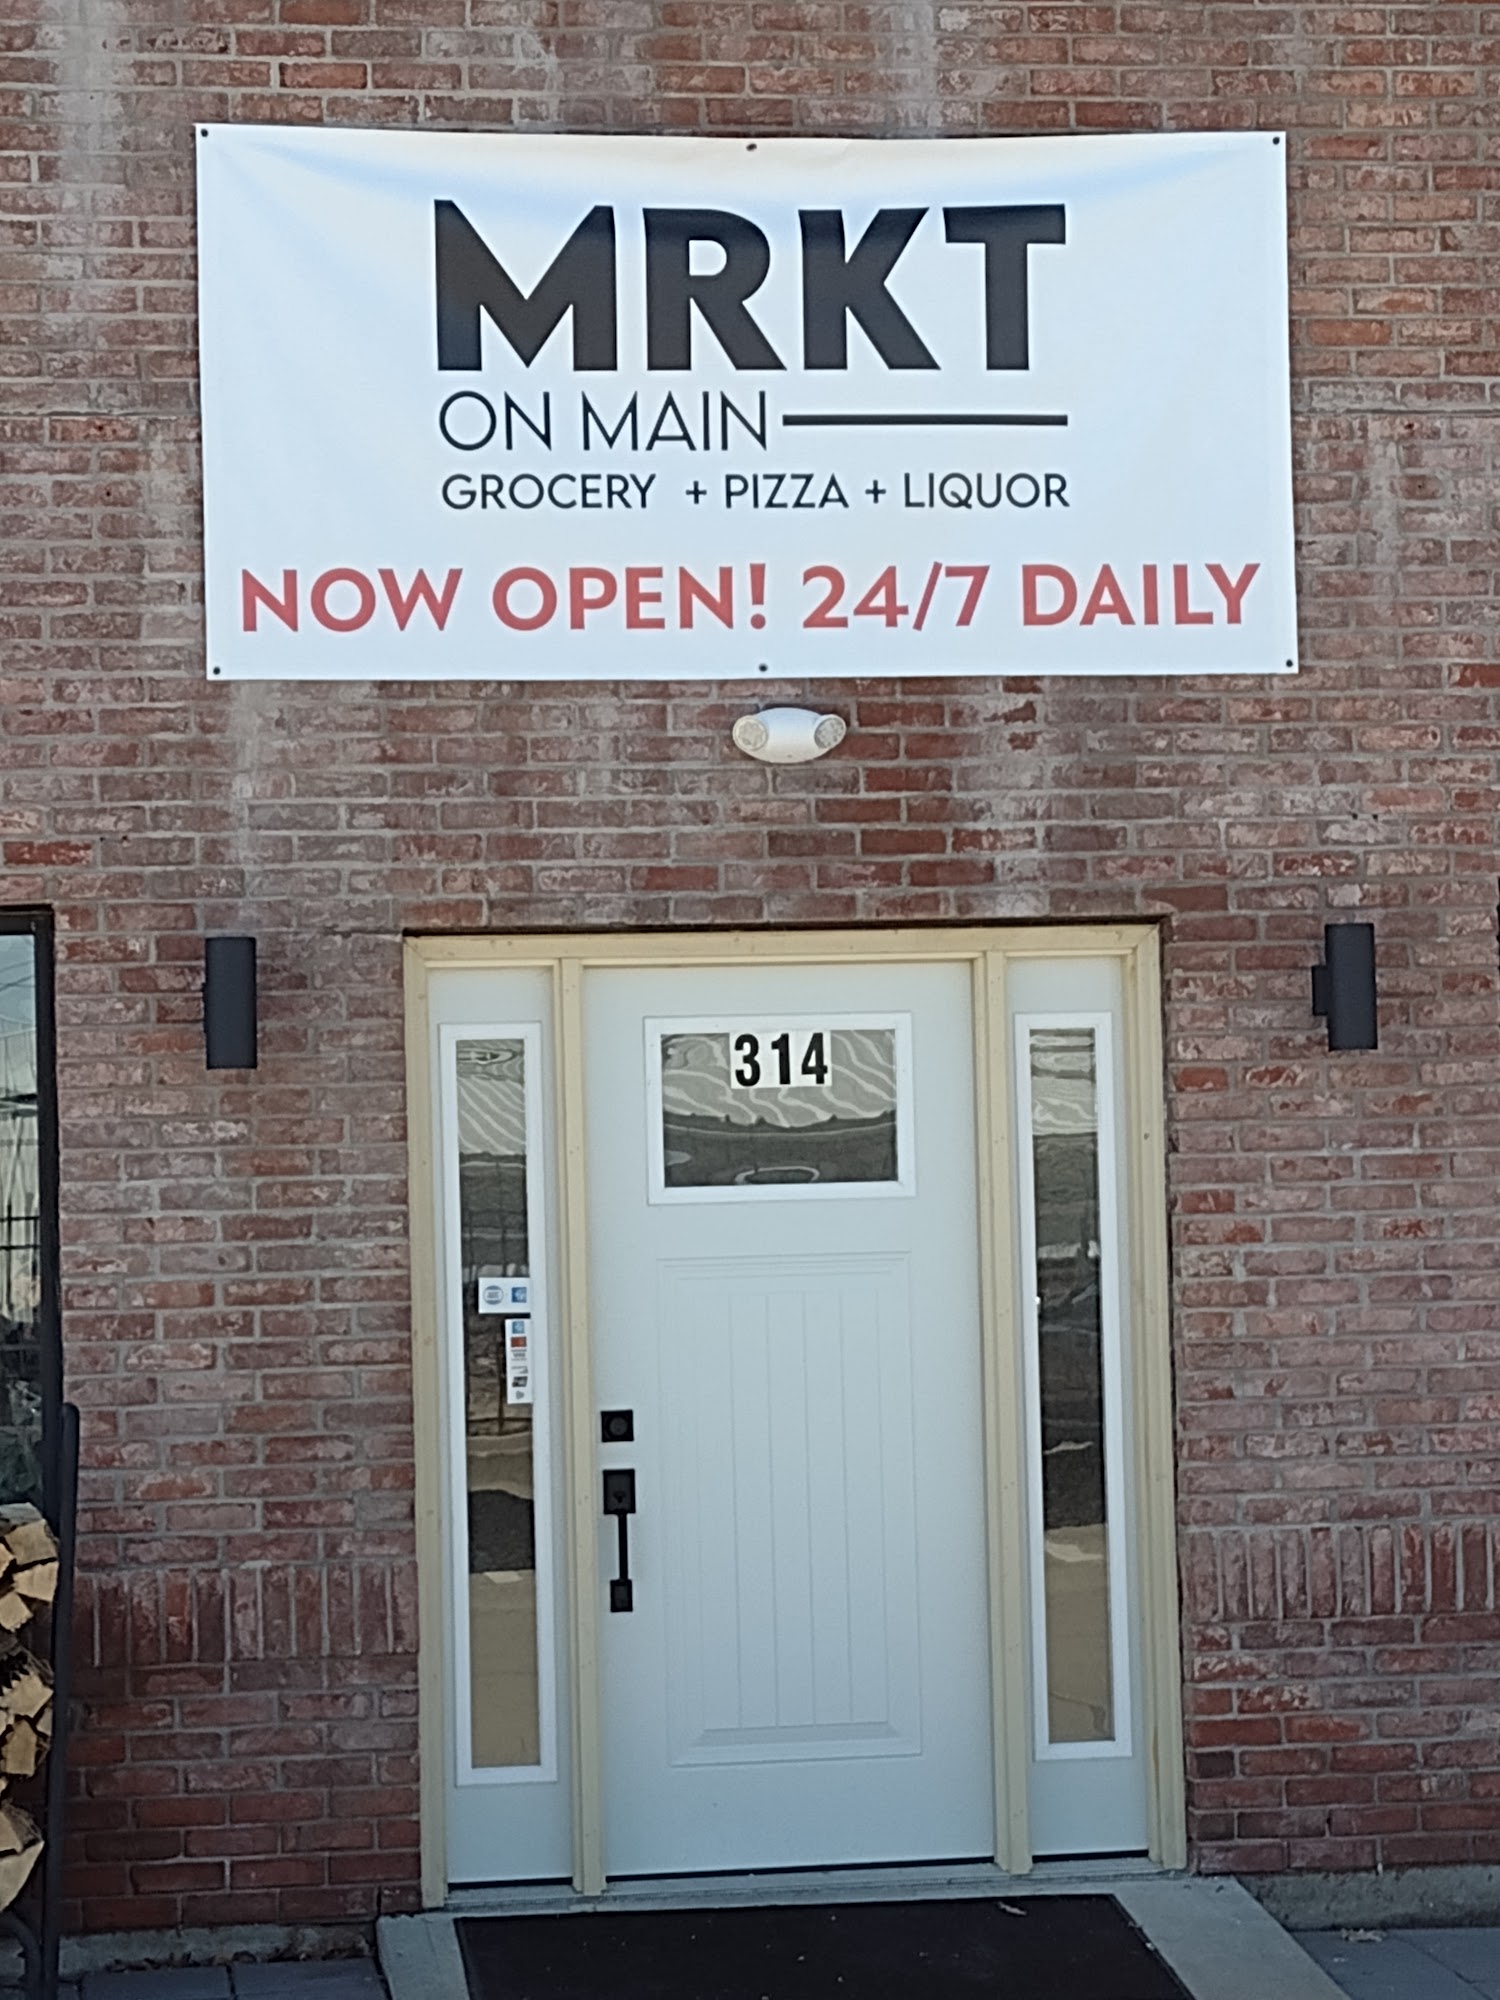 MRKT
ON MAIN
GROCERY + PIZZA + LIQUOR
NOW OPEN! 24/7 DAILY
314